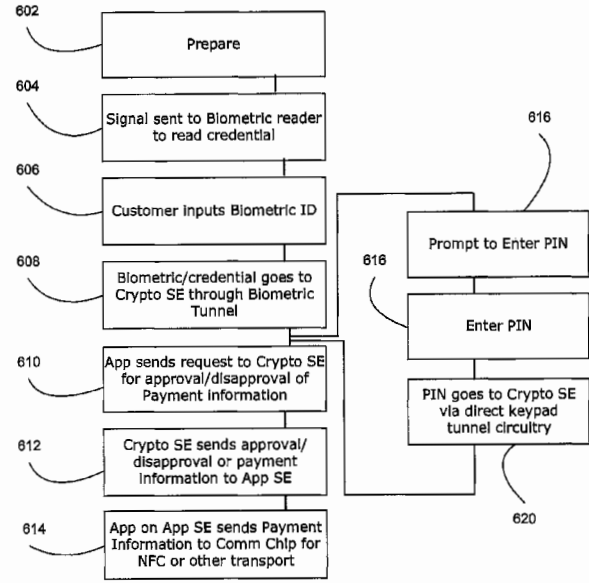 602
Prepare
604
Signal sent to Biometric reader
to read credential
606
Customer inputs Biometric ID
608
Biometric/credential goes to
Crypto SE through Biometric
Tunnel
610
App sends request to Crypto SE
for approval/disapproval of
Payment information
612
Crypto SE sends approval/
disapproval or payment
information to App SE
614
App on App SE sends Payment
Information to Comm Chip for
NFC or other transport
616
Prompt to Enter PIN
616
Enter PIN
PIN goes to Crypto SE
via direct keypad
tunnel circuitry
620